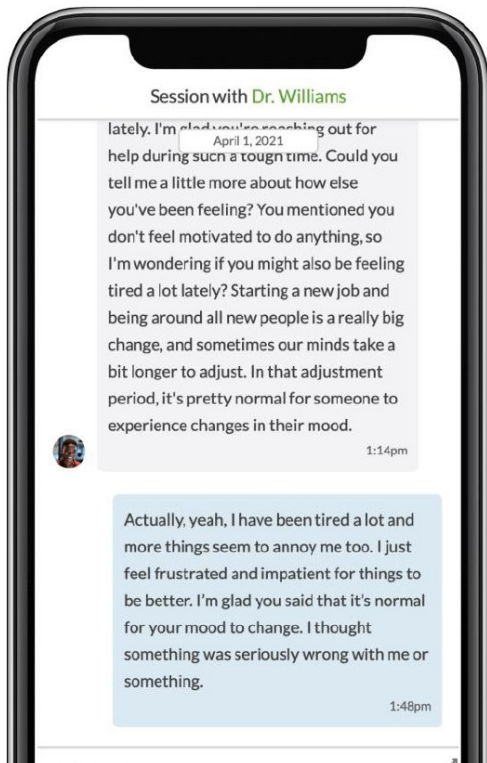 Session with Dr. Williams
lately. I'm glad you're reaching out for
April 1, 2021
help during such a tough time. Could you
tell me a little more about how else
you've been feeling? You mentioned you
don't feel motivated to do anything, so
I'm wondering if you might also be feeling
tired a lot lately? Starting a new job and
being around all new people is a really big
change, and sometimes our minds take a
bit longer to adjust. In that adjustment
period, it's pretty normal for someone to
experience changes in their mood.
1:14pm
Actually, yeah, I have been tired a lot and
more things seem to annoy me too. I just
feel frustrated and impatient for things to
be better. I’m glad you said that it’s normal
for your mood to change. I thought
something was seriously wrong with me or
something.
1:48pm